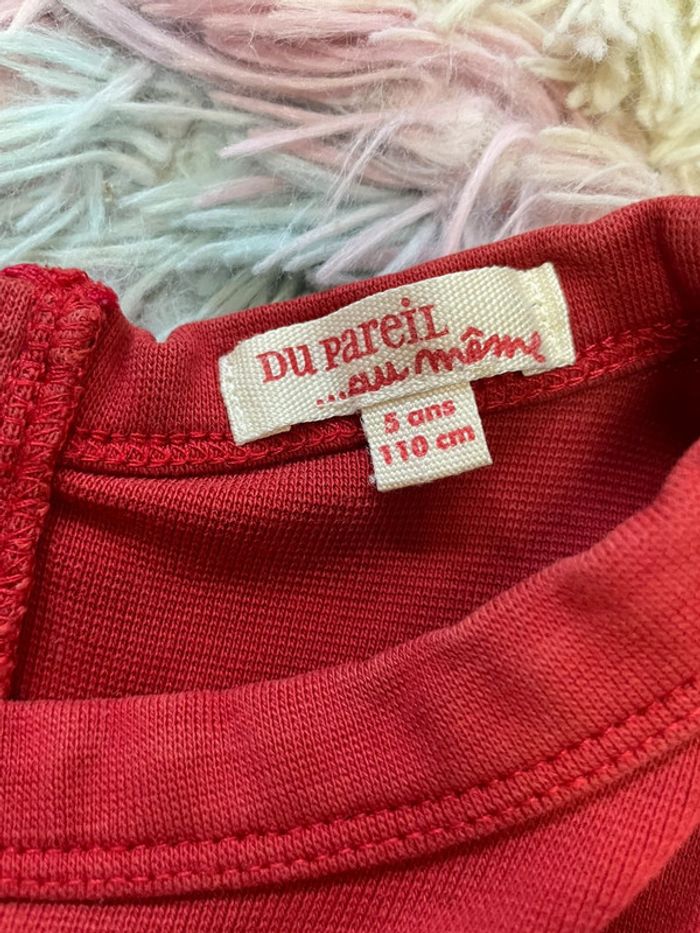 Du Pareil
...au même
5 ans
110 cm